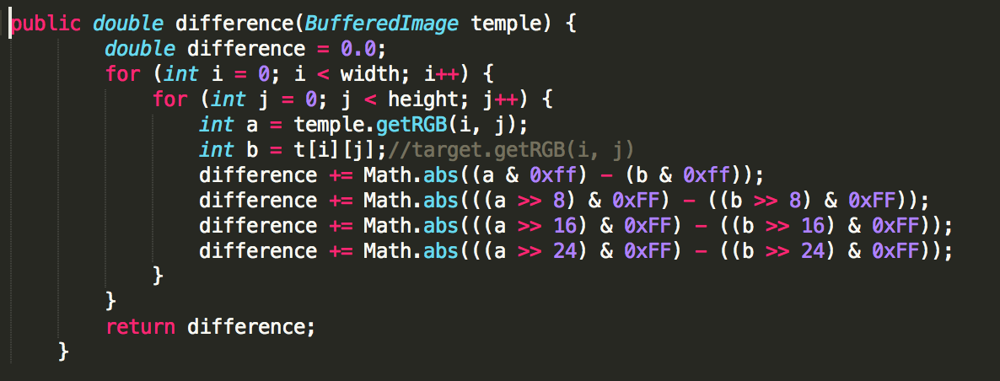 public double difference(BufferedImage temple) {
        double difference = 0.0;
        for (int i = 0; i < width; i++) {
            for (int j = 0; j < height; j++) {
                int a = temple.getRGB(i, j);
                int b = t[i][j];//target.getRGB(i, j)
                difference += Math.abs((a & 0xff) - (b & 0xff));
                difference += Math.abs(((a >> 8) & 0xFF) - ((b >> 8) & 0xFF));
                difference += Math.abs(((a >> 16) & 0xFF) - ((b >> 16) & 0xFF));
                difference += Math.abs(((a >> 24) & 0xFF) - ((b >> 24) & 0xFF));
            }
        }
        return difference;
    }